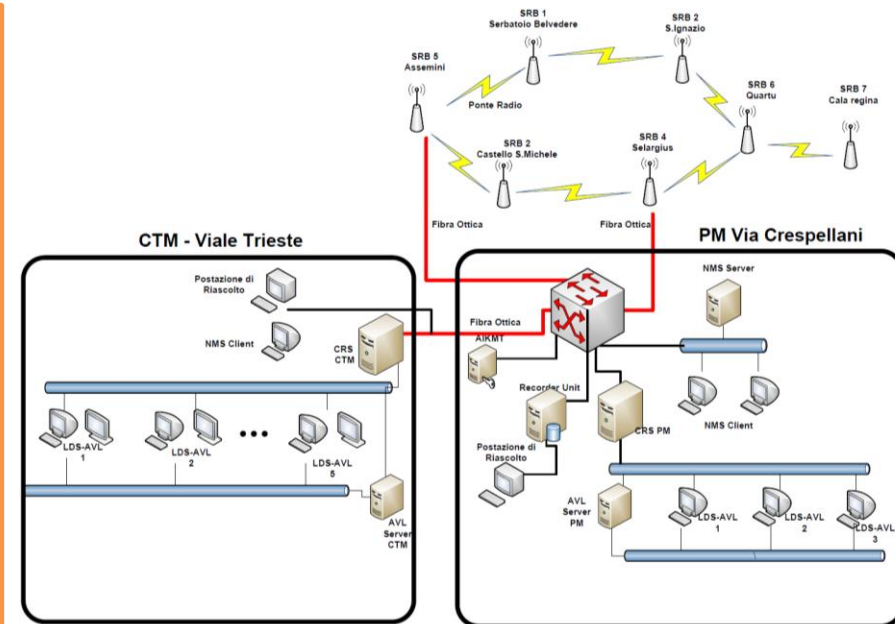 SRB 1
Serbatoio Belvedere
SRB 2
S.Ignazio
SRB 5
Assemini
SRB 6
Quartu
SRB 7
Cala regina
Ponte Radio
SRB 2
Castello S.Michele
SRB 4
Selargius
Fibra Ottica
Fibra Ottica
CTM - Viale Trieste
PM Via Crespellani
Postazione di
Riascolto
NMS Client
CRS
CTM
Fibra Ottica
AIKMT
NMS Server
NMS Client
Recorder Unit
CRS PM
Postazione di
Riascolto
LDS-AVL
1
LDS-AVL
2
LDS-AVL
5
AVL
Server
CTM
AVL
Server
PM
LDS-AVL
1
LDS-AVL
2
LDS-AVL
3